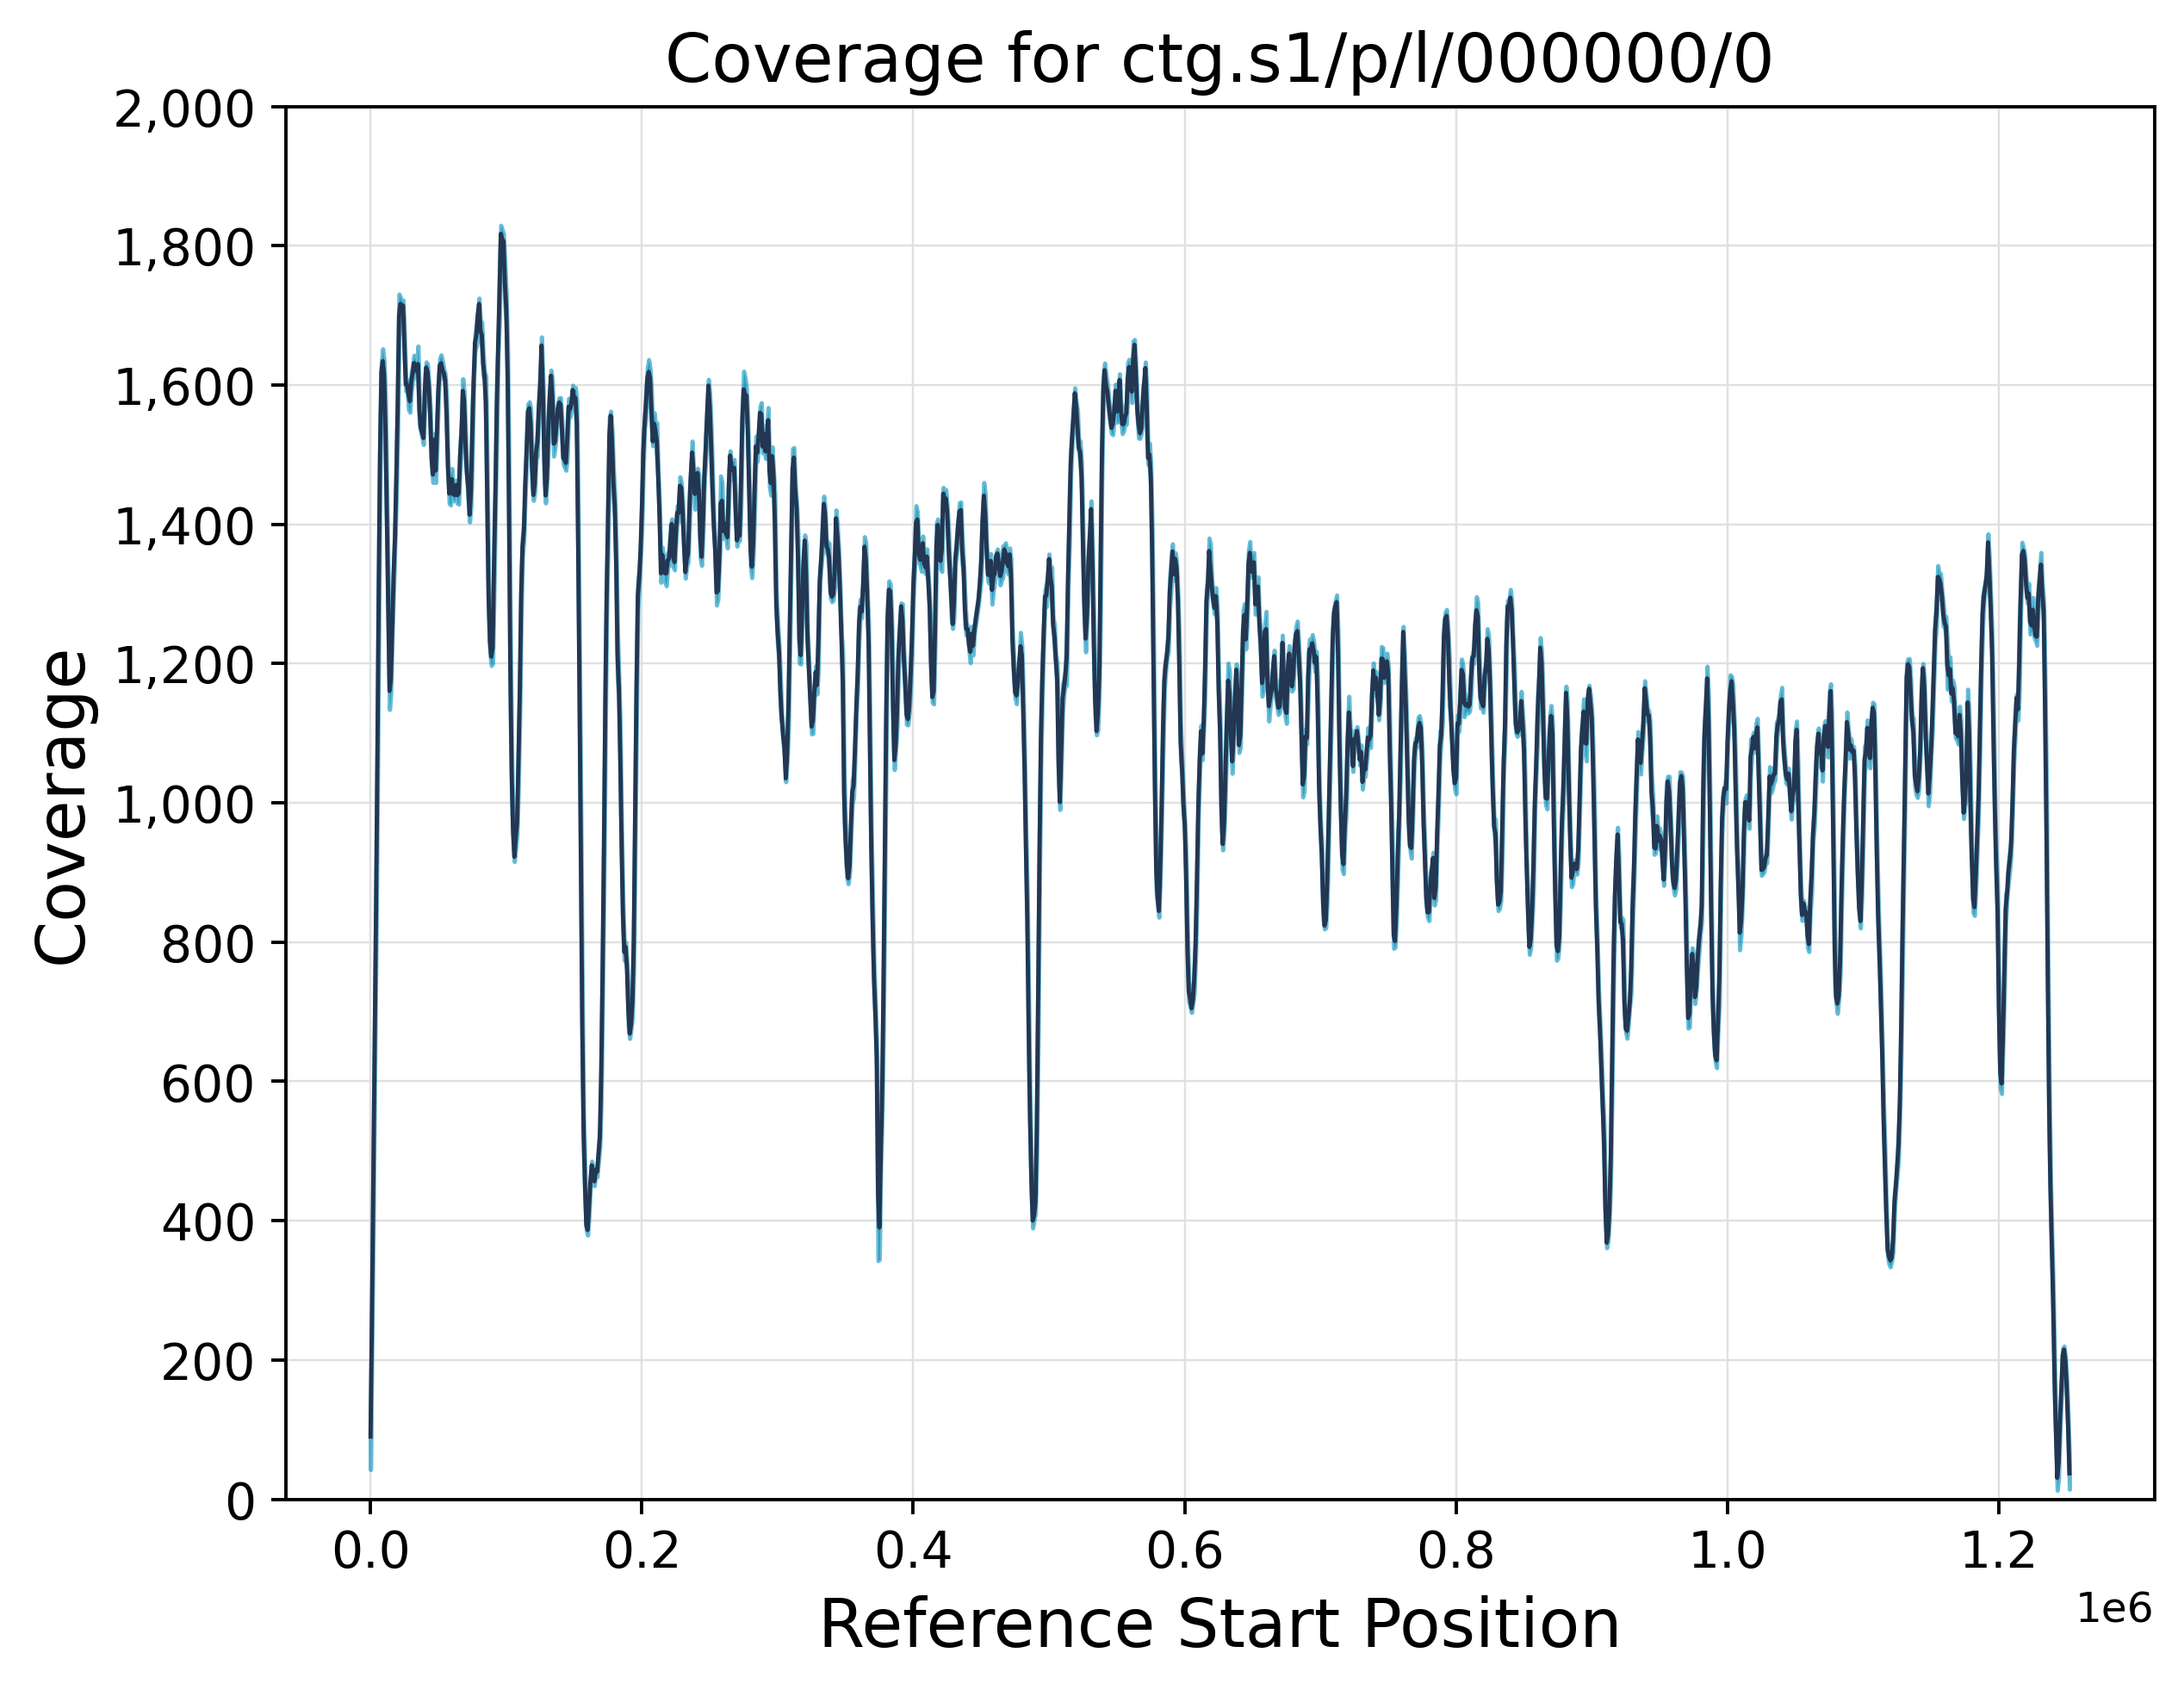 Coverage for ctg.s1/p/l/000000/0
2,000
1,800
1,600
1,400
1,200
1,000
800
600
400
200
0
Coverage
0.0 0.2 0.4 0.6 0.8 1.0 1.2
1e6
Reference Start Position